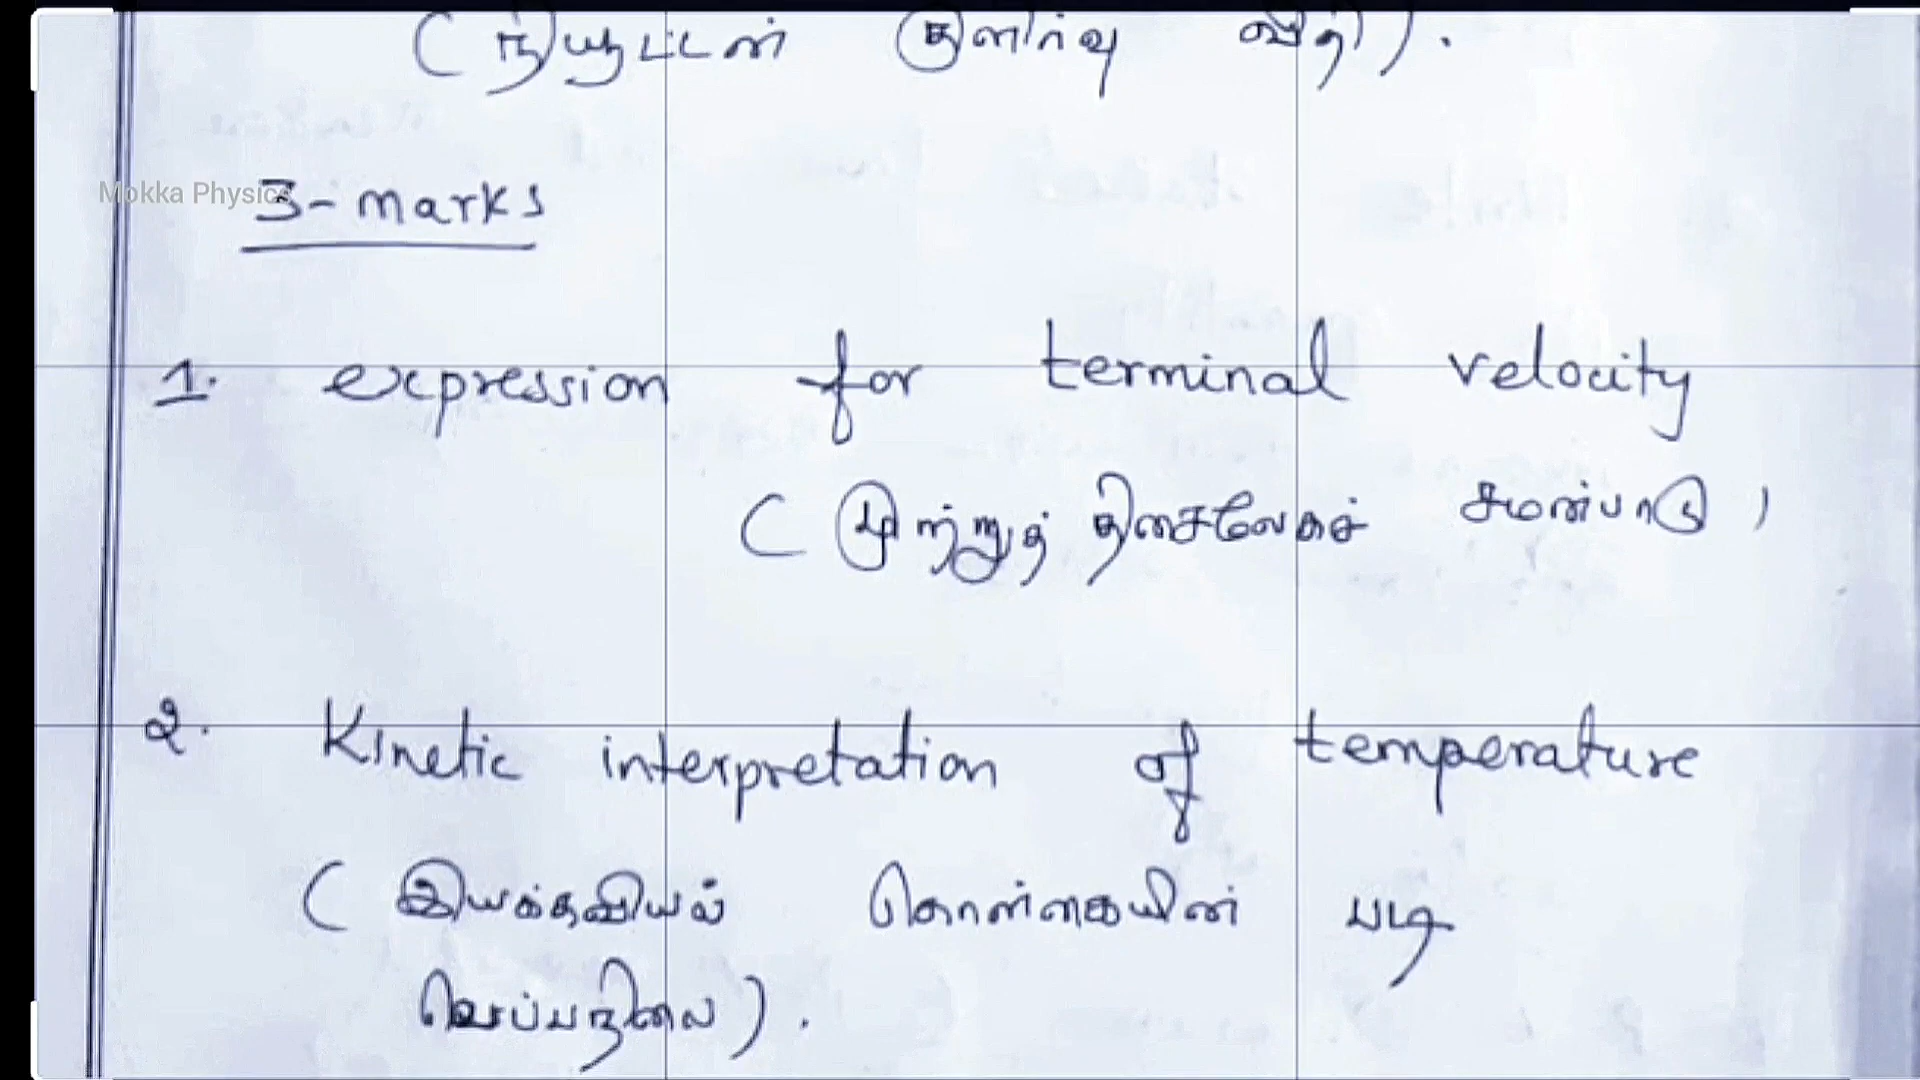 ( நியூட்டன் குளிர்வு விதி ) .
Mokka Physics
3 - marks
1. expression for terminal velocity
( முற்றுத் திசைவேகச் சமன்பாடு )
2. Kinetic interpretation of temperature
( இயக்கவியல் கொள்கையின் படி
வெப்பநிலை ) .